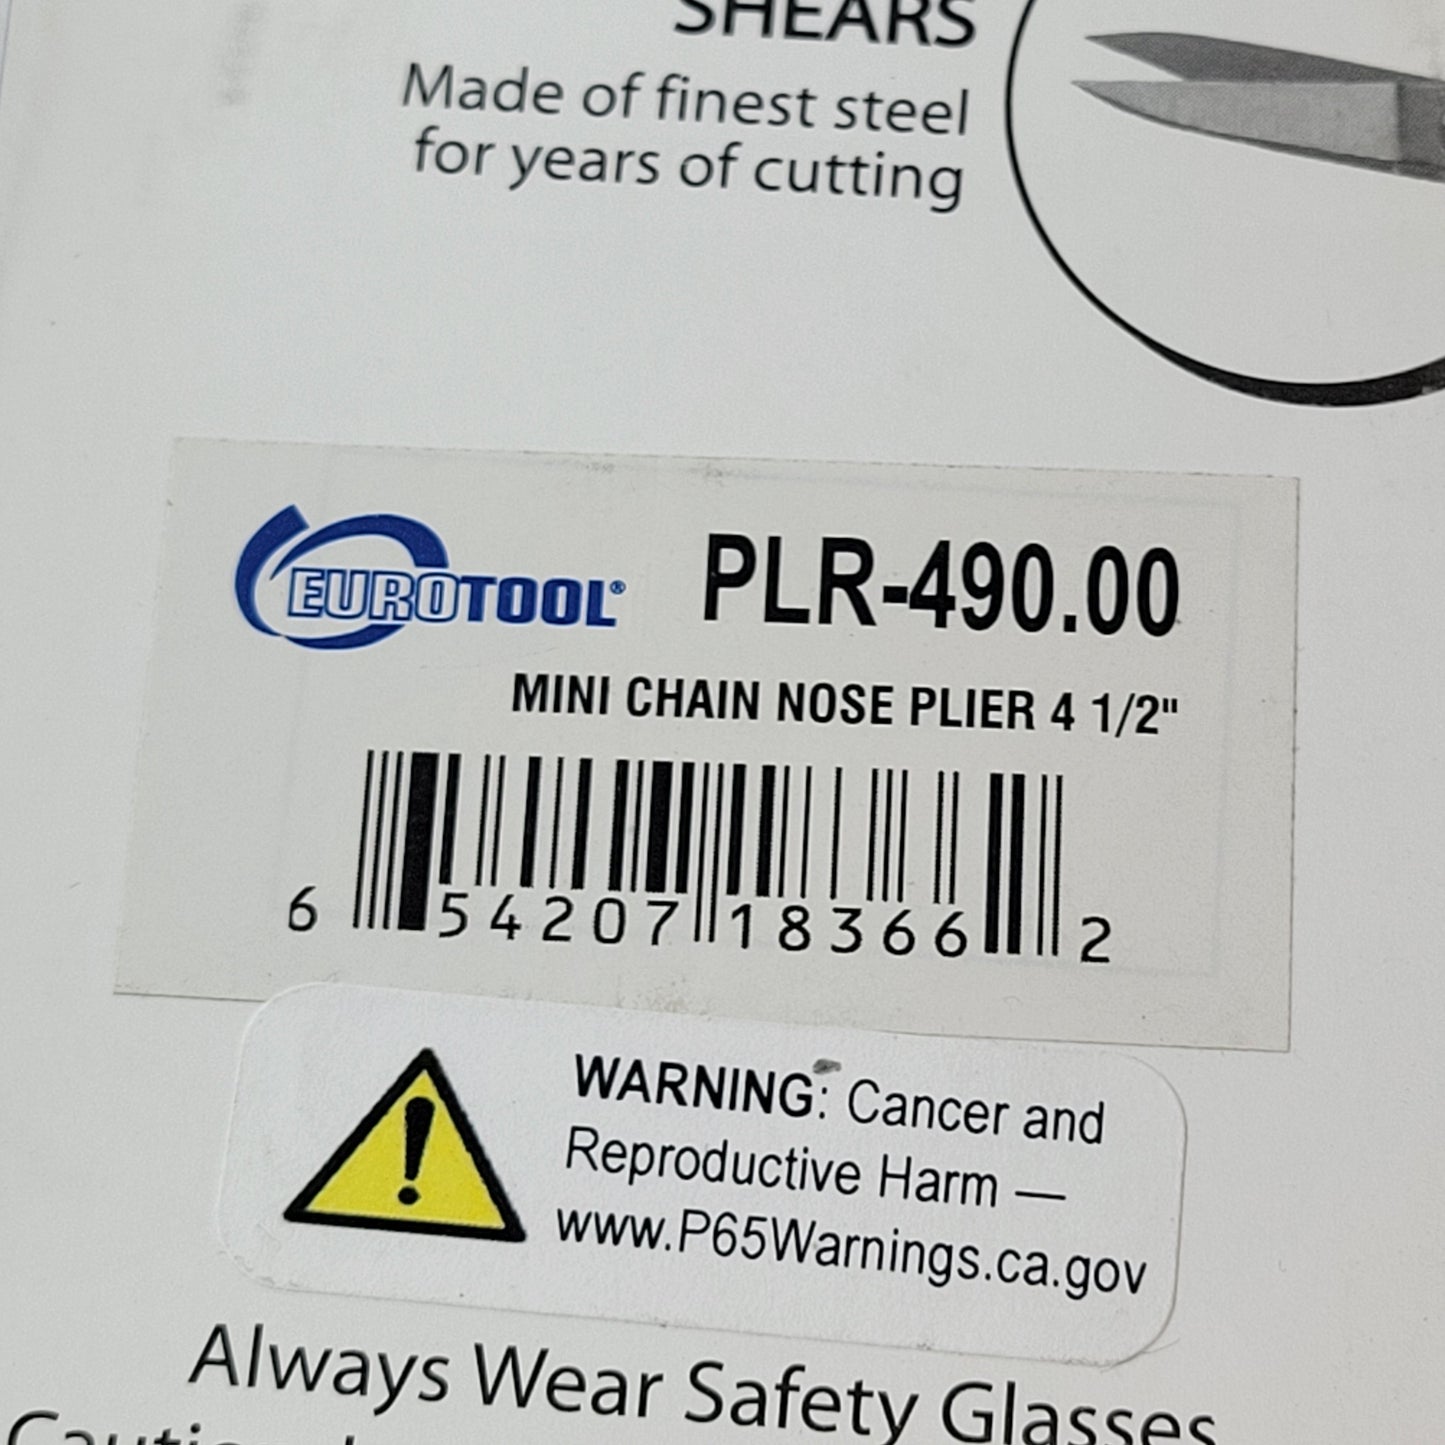 SHEARS
Made of finest steel
for years of cutting
EUROTOOL®
PLR-490.00
MINI CHAIN NOSE PLIER 4 1/2"
6 54207 18366 2
WARNING: Cancer and
Reproductive Harm —
www.P65Warnings.ca.gov
Always Wear Safety Glasses